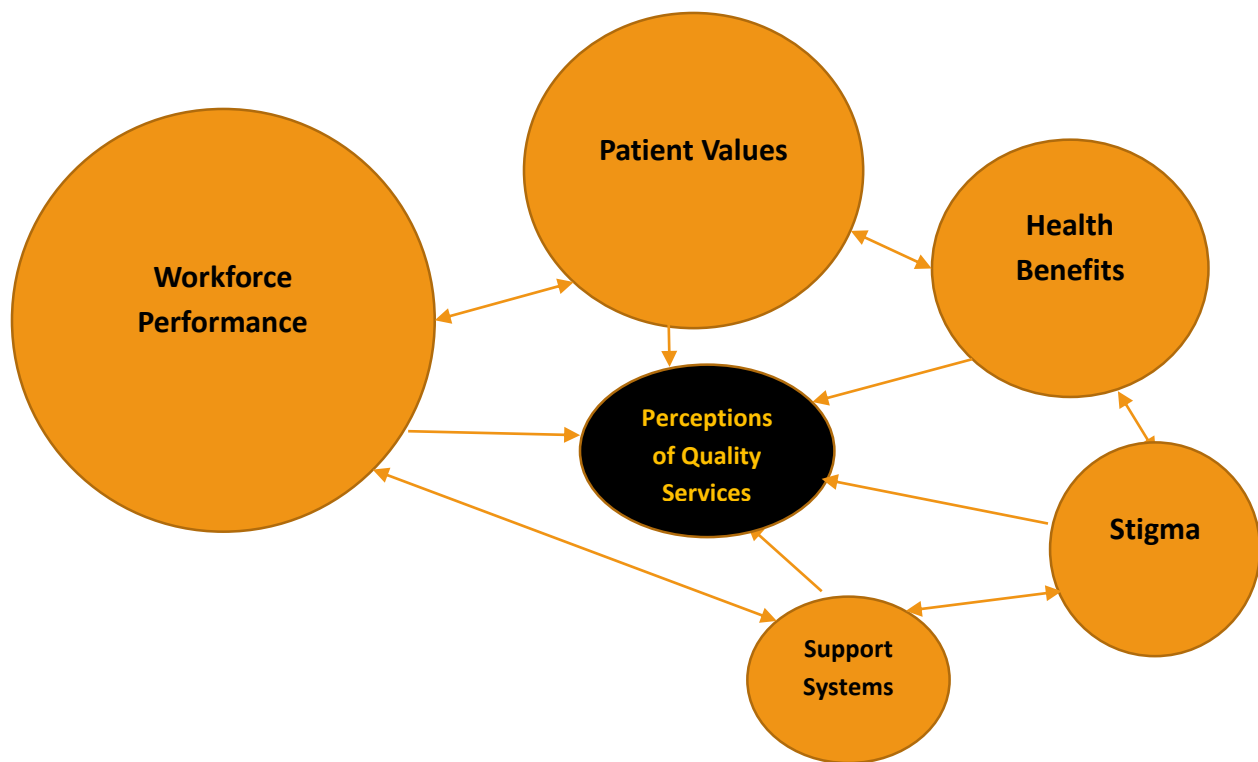 Patient Values
Health
Benefits
Workforce
Performance
Perceptions
of Quality
Services
Stigma
Support
Systems